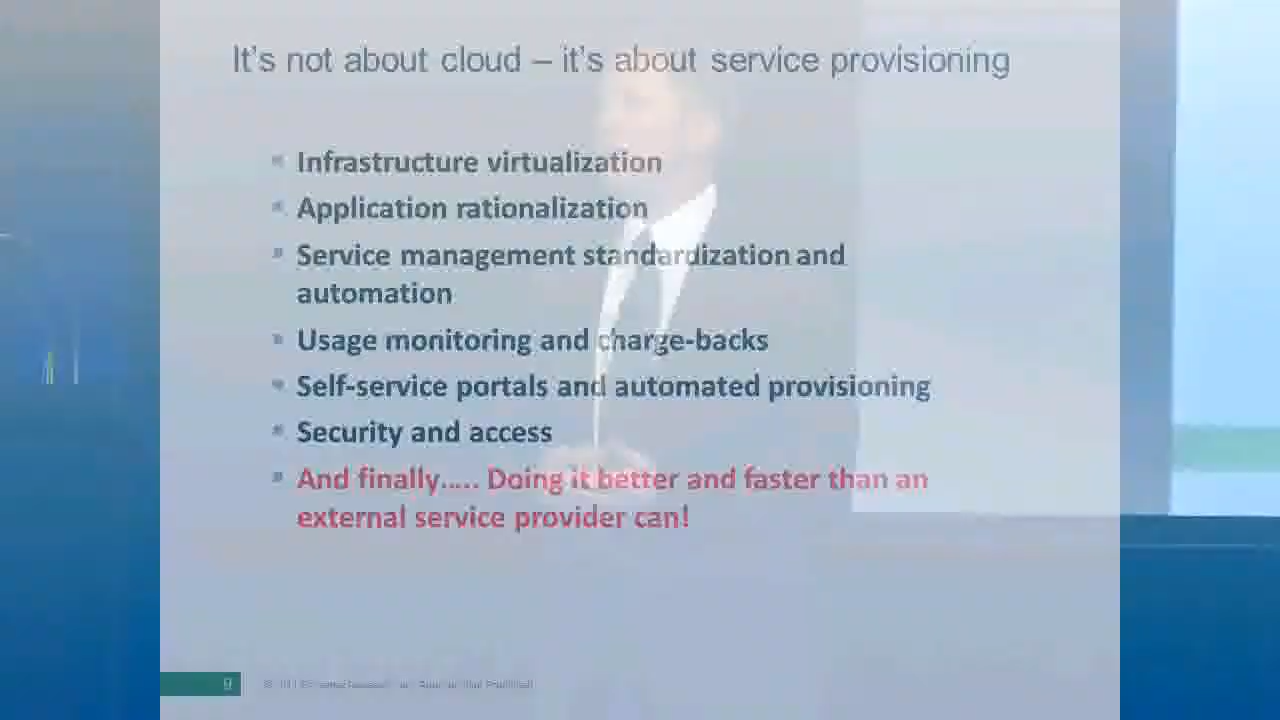 It's not about cloud – it's about service provisioning
Infrastructure virtualization
Application rationalization
Service management standardization and
automation
Usage monitoring and charge-backs
Self-service portals and automated provisioning
Security and access
And finally..... Doing it better and faster than an
external service provider can!
9